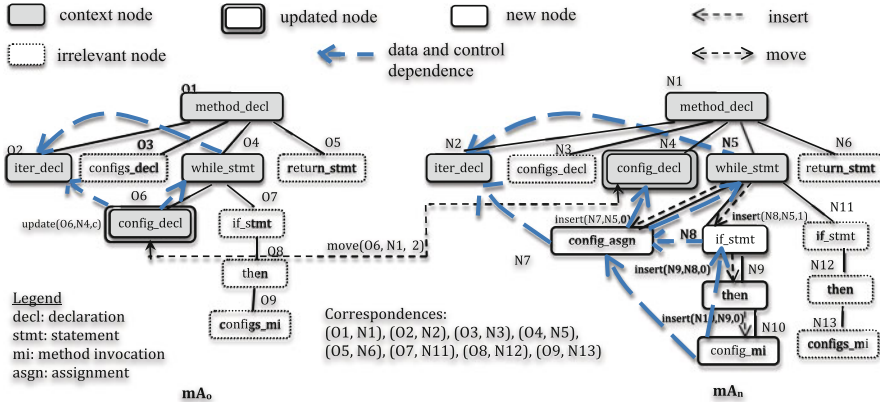 context node
updated node
new node
insert
irrelevant node
data and control
dependence
move
O1
method_decl
O2
O3
O4
O5
iter_decl
configs_decl
while_stmt
return_stmt
O6
O7
update(O6,N4,c)
config_decl
if_stmt
O8
move(O6, N1, 2)
then
O9
configs_mi
Legend
decl: declaration
stmt: statement
mi: method invocation
asgn: assignment
mAo
Correspondences:
(O1, N1), (O2, N2), (O3, N3), (O4, N5),
(O5, N6), (O7, N11), (O8, N12), (O9, N13)
N1
method_decl
N2
N3
N4
N5
N6
iter_decl
configs_decl
config_decl
while_stmt
return_stmt
insert(N7,N5,0)
insert(N8,N5,1)
N11
config_asgn
N8
if_stmt
if_stmt
N7
insert(N9,N8,0)
N9
N12
then
then
insert(N10,N9,0)
N10
N13
config_mi
configs_mi
mAn